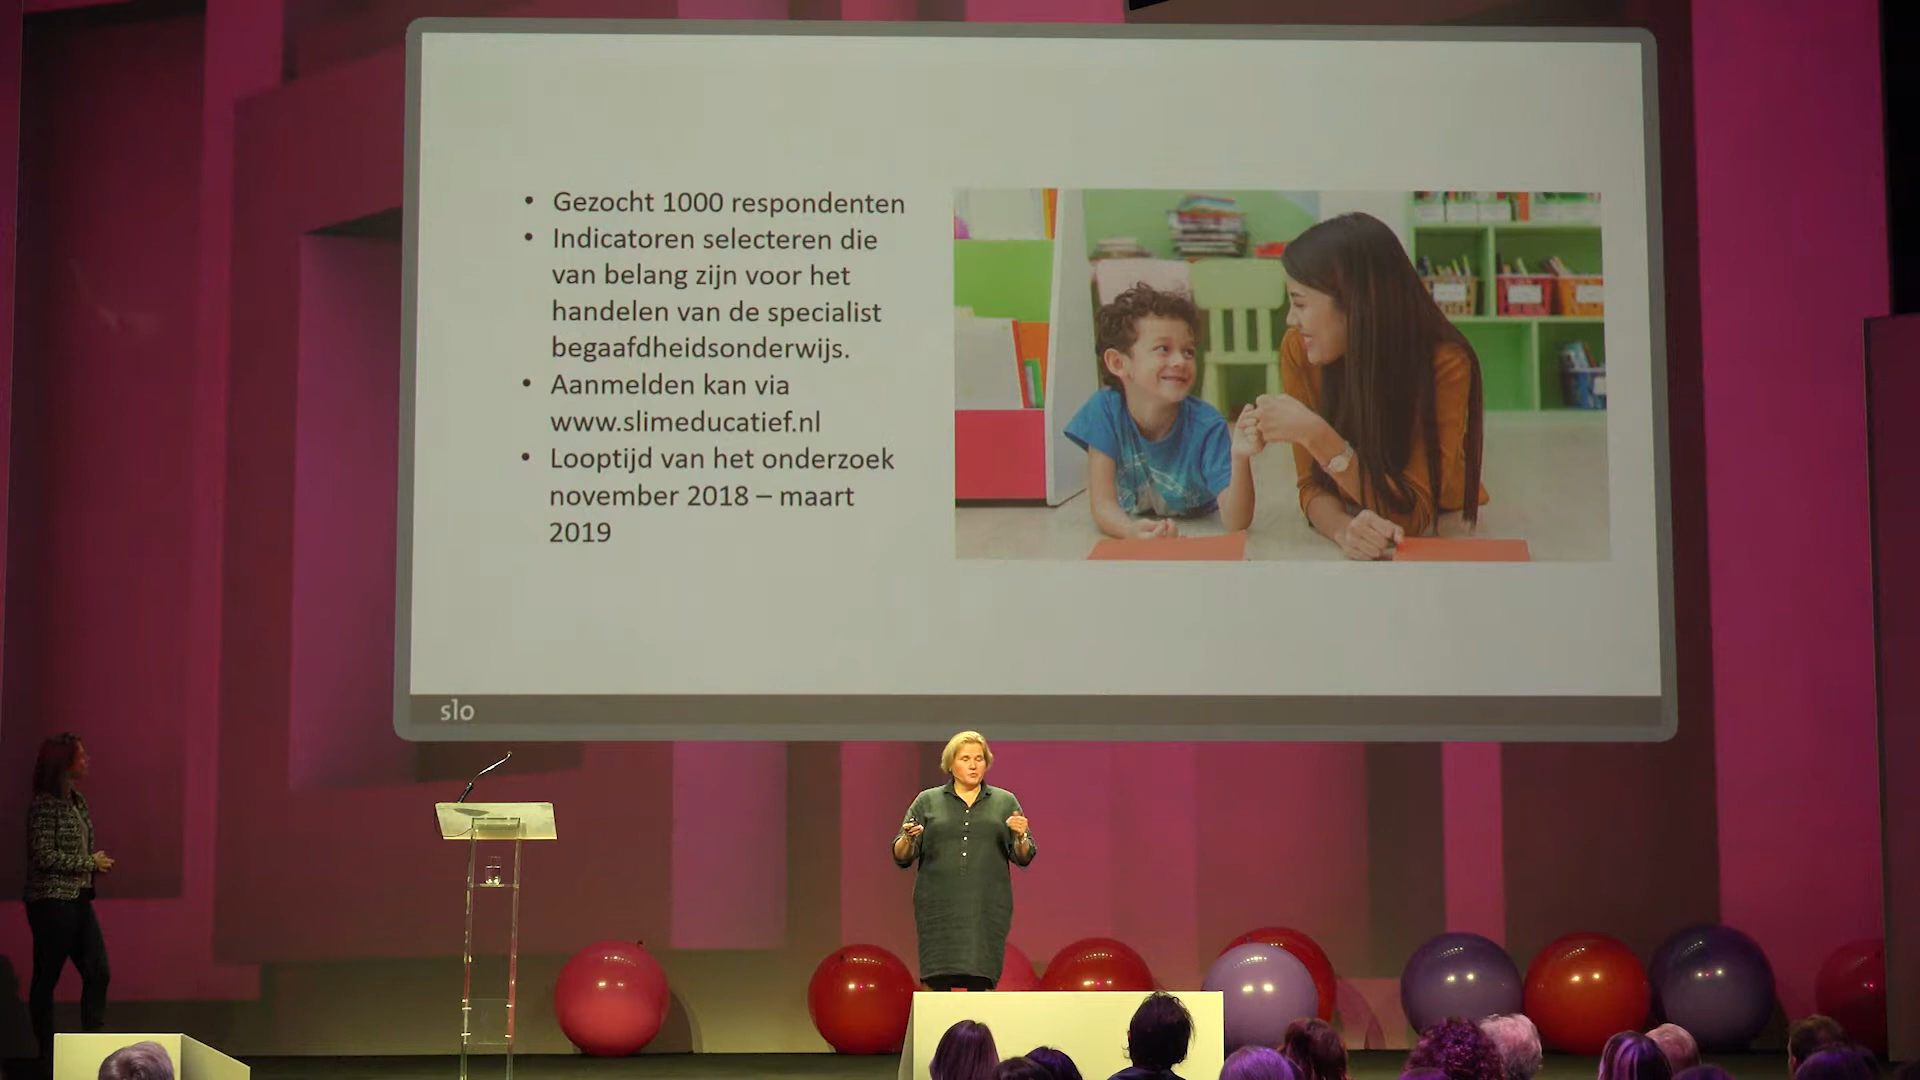 • Gezocht 1000 respondenten
• Indicatoren selecteren die
van belang zijn voor het
handelen van de specialist
begaafdheidsonderwijs.
• Aanmelden kan via
www.slimeducatief.nl
• Looptijd van het onderzoek
november 2018 – maart
2019
slo